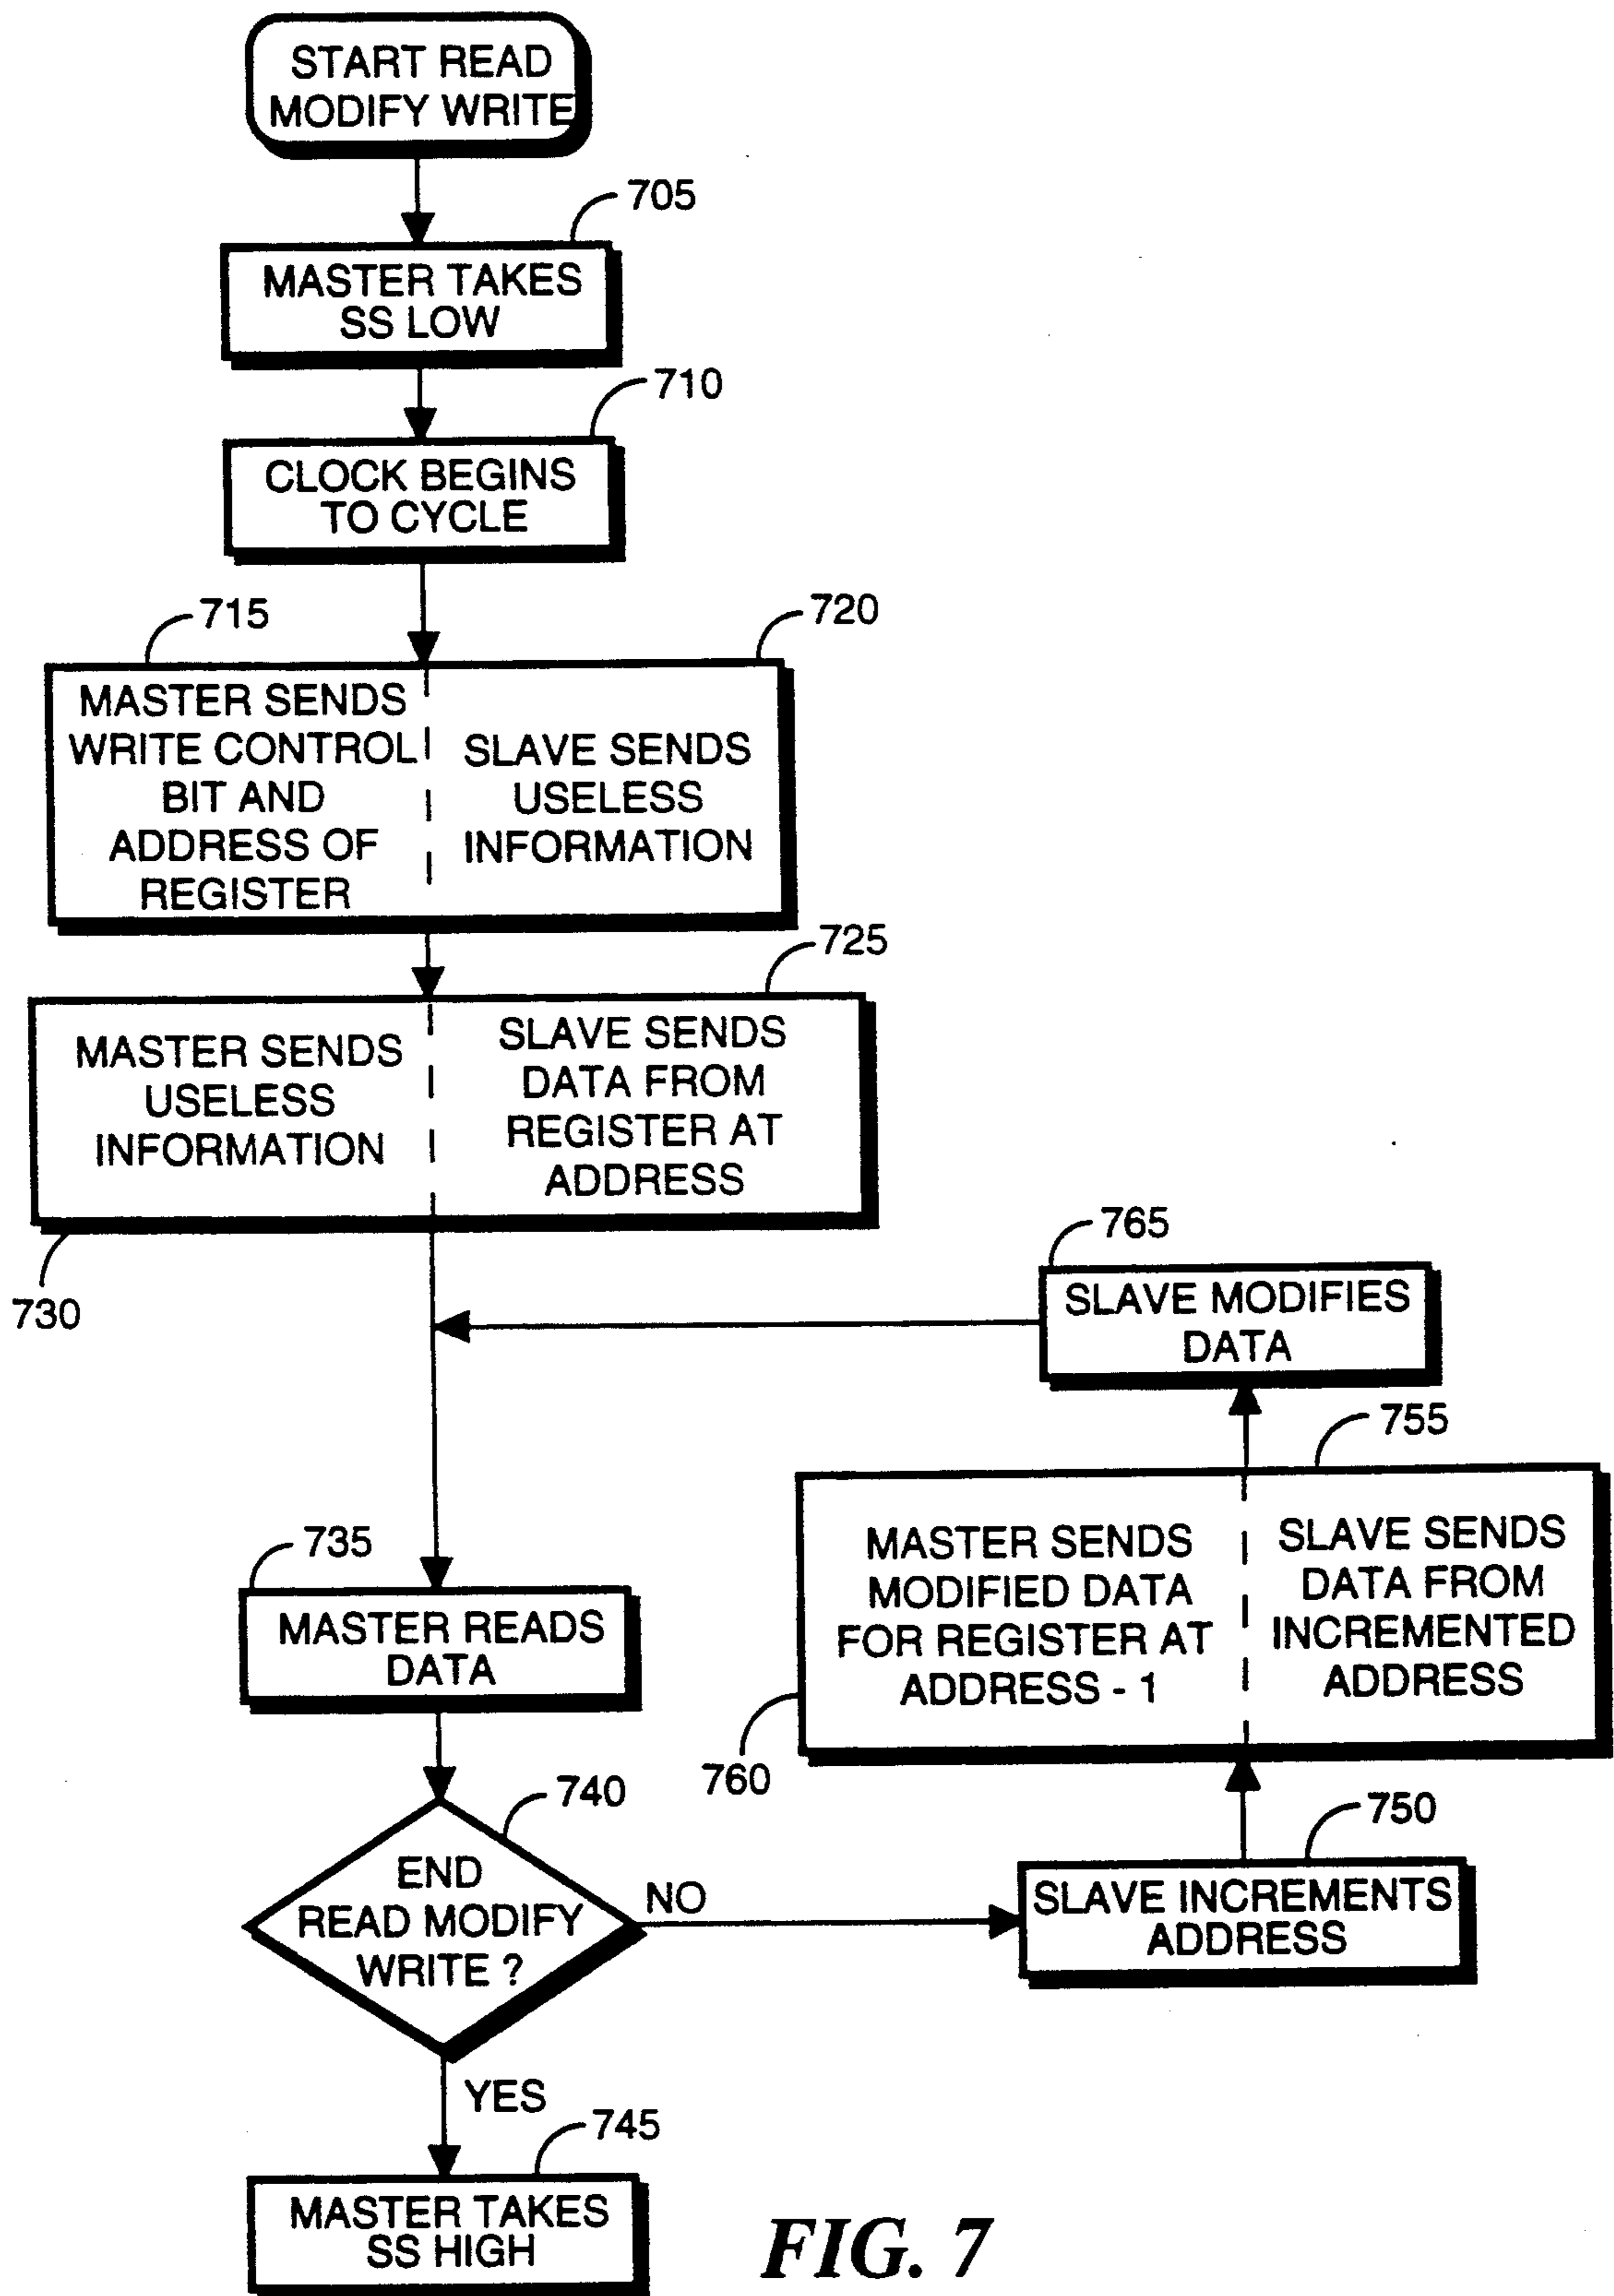 START READ
MODIFY WRITE
705
MASTER TAKES
SS LOW
710
CLOCK BEGINS
TO CYCLE
715
720
MASTER SENDS
WRITE CONTROL
BIT AND
ADDRESS OF
REGISTER
SLAVE SENDS
USELESS
INFORMATION
725
MASTER SENDS
USELESS
INFORMATION
SLAVE SENDS
DATA FROM
REGISTER AT
ADDRESS
730
765
SLAVE MODIFIES
DATA
755
MASTER SENDS
MODIFIED DATA
FOR REGISTER AT
ADDRESS - 1
SLAVE SENDS
DATA FROM
INCREMENTED
ADDRESS
760
735
MASTER READS
DATA
740
END
READ MODIFY
WRITE ?
NO
750
SLAVE INCREMENTS
ADDRESS
YES
745
MASTER TAKES
SS HIGH
FIG. 7